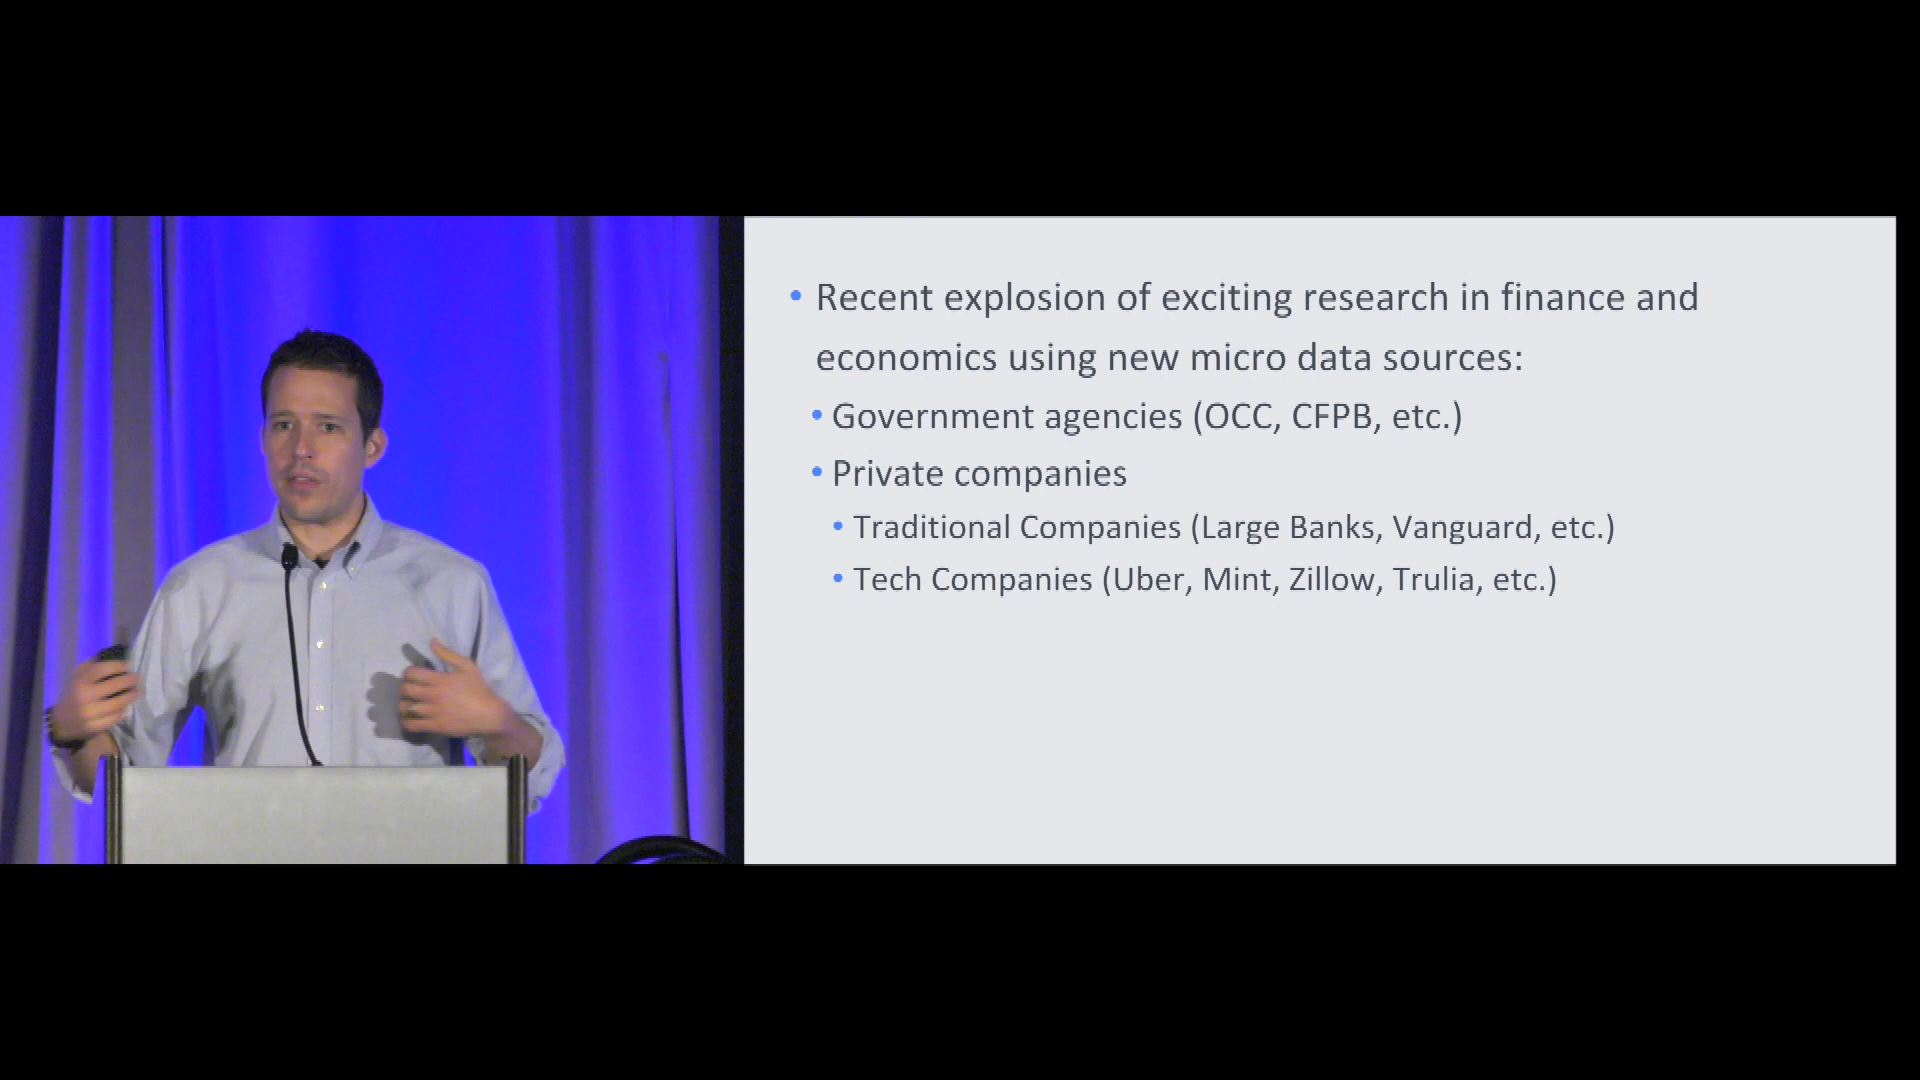 • Recent explosion of exciting research in finance and
economics using new micro data sources:
• Government agencies (OCC, CFPB, etc.)
• Private companies
• Traditional Companies (Large Banks, Vanguard, etc.)
• Tech Companies (Uber, Mint, Zillow, Trulia, etc.)